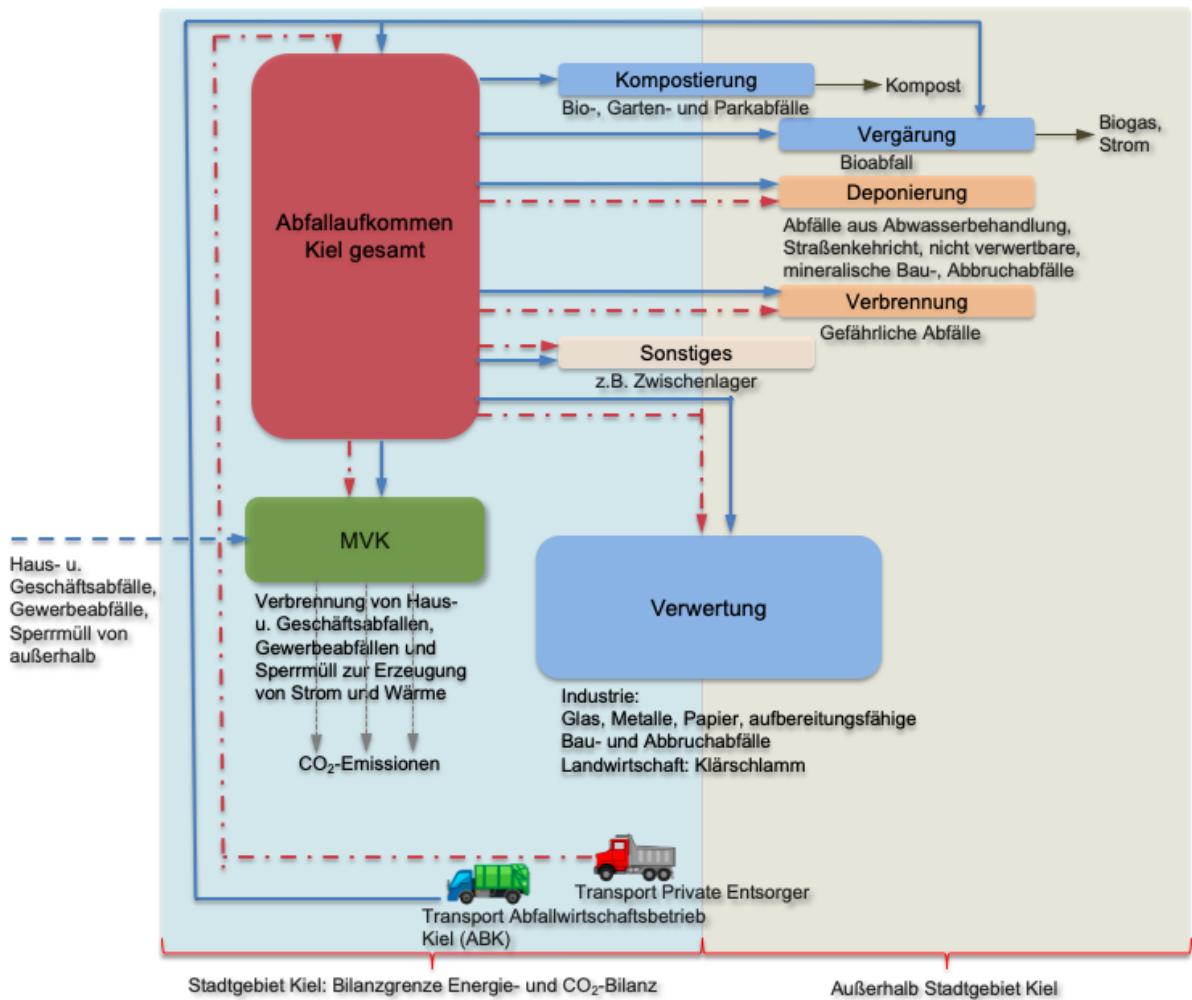 Kompostierung
Kompost
Bio-, Garten- und Parkabfälle
Vergärung
Biogas,
Strom
Bioabfall
Deponierung
Abfallaufkommen
Kiel gesamt
Abfälle aus Abwasserbehandlung,
Straßenkehricht, nicht verwertbare,
mineralische Bau-, Abbruchabfälle
Verbrennung
Gefährliche Abfälle
Sonstiges
z.B. Zwischenlager
MVK
Haus- u.
Geschäftsabfälle,
Gewerbeabfälle,
Sperrmüll von
außerhalb
Verbrennung von Haus-
u. Geschäftsabfallen,
Gewerbeabfällen und
Sperrmüll zur Erzeugung
von Strom und Wärme
CO₂-Emissionen
Verwertung
Industrie:
Glas, Metalle, Papier, aufbereitungsfähige
Bau- und Abbruchabfälle
Landwirtschaft: Klärschlamm
Transport Private Entsorger
Transport Abfallwirtschaftsbetrieb
Kiel (ABK)
Stadtgebiet Kiel: Bilanzgrenze Energie- und CO₂-Bilanz
Außerhalb Stadtgebiet Kiel